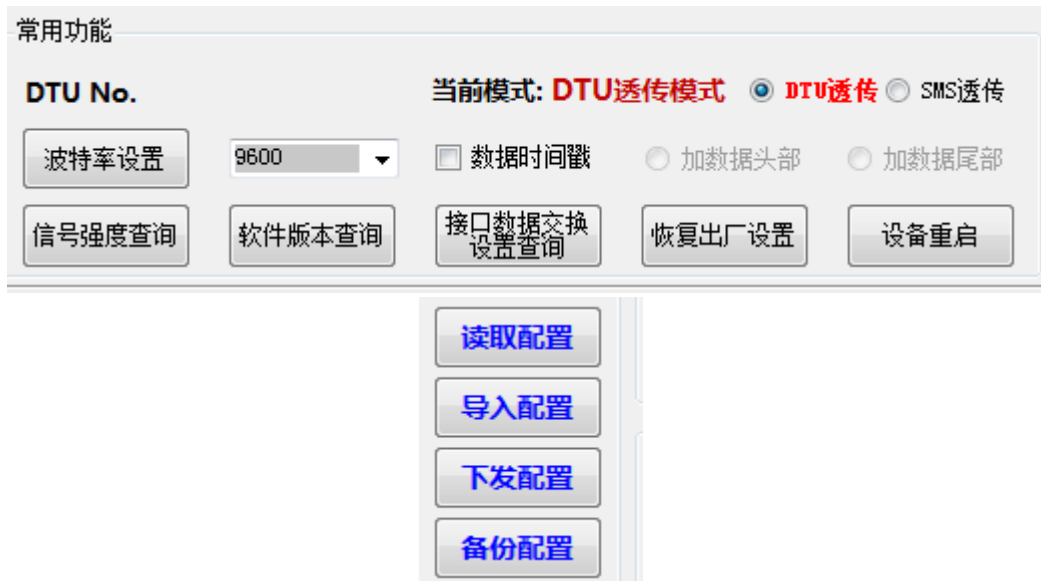 常用功能
DTU No. 当前模式: DTU透传模式 DTU透传 SMS透传
波特率设置 9600 数据时间戳 加数据头部 加数据尾部
信号强度查询 软件版本查询 接口数据交换 恢复出厂设置 设备重启
设置查询
读取配置
导入配置
下发配置
备份配置